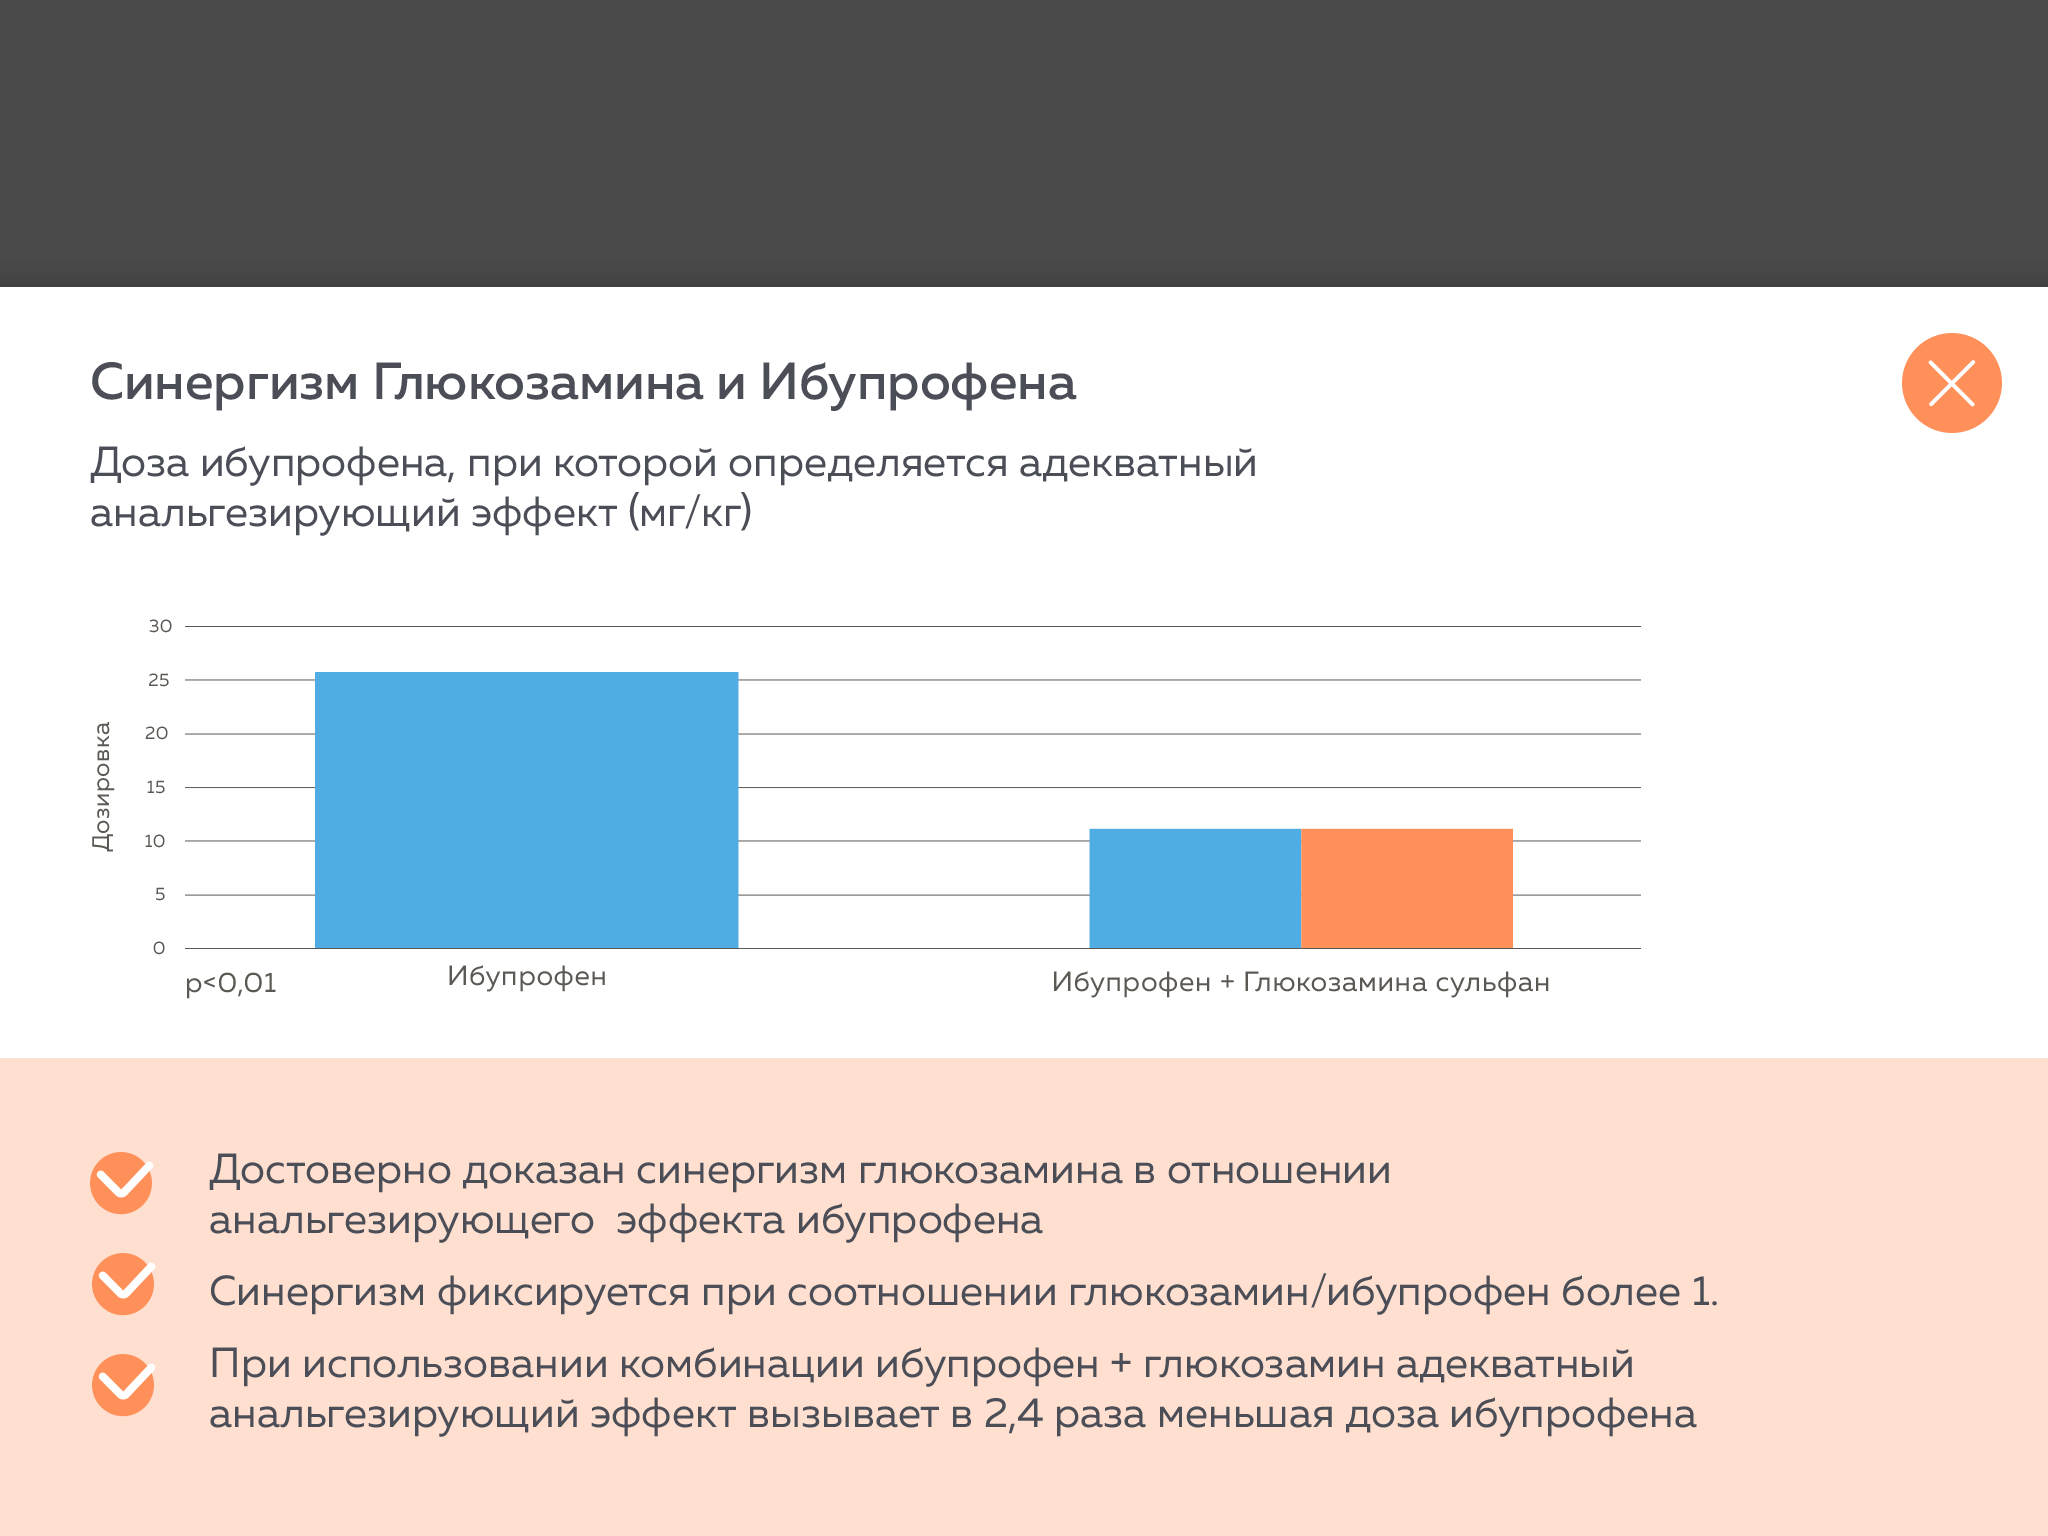 Синергизм Глюкозамина и Ибупрофена
Доза ибупрофена, при которой определяется адекватный
анальгезирующий эффект (мг/кг)
Дозировка
30
25
20
15
10
5
0
p<0,01
Ибупрофен
Ибупрофен + Глюкозамина сульфан
Достоверно доказан синергизм глюкозамина в отношении
анальгезирующего  эффекта ибупрофена
Синергизм фиксируется при соотношении глюкозамин/ибупрофен более 1.
При использовании комбинации ибупрофен + глюкозамин адекватный
анальгезирующий эффект вызывает в 2,4 раза меньшая доза ибупрофена